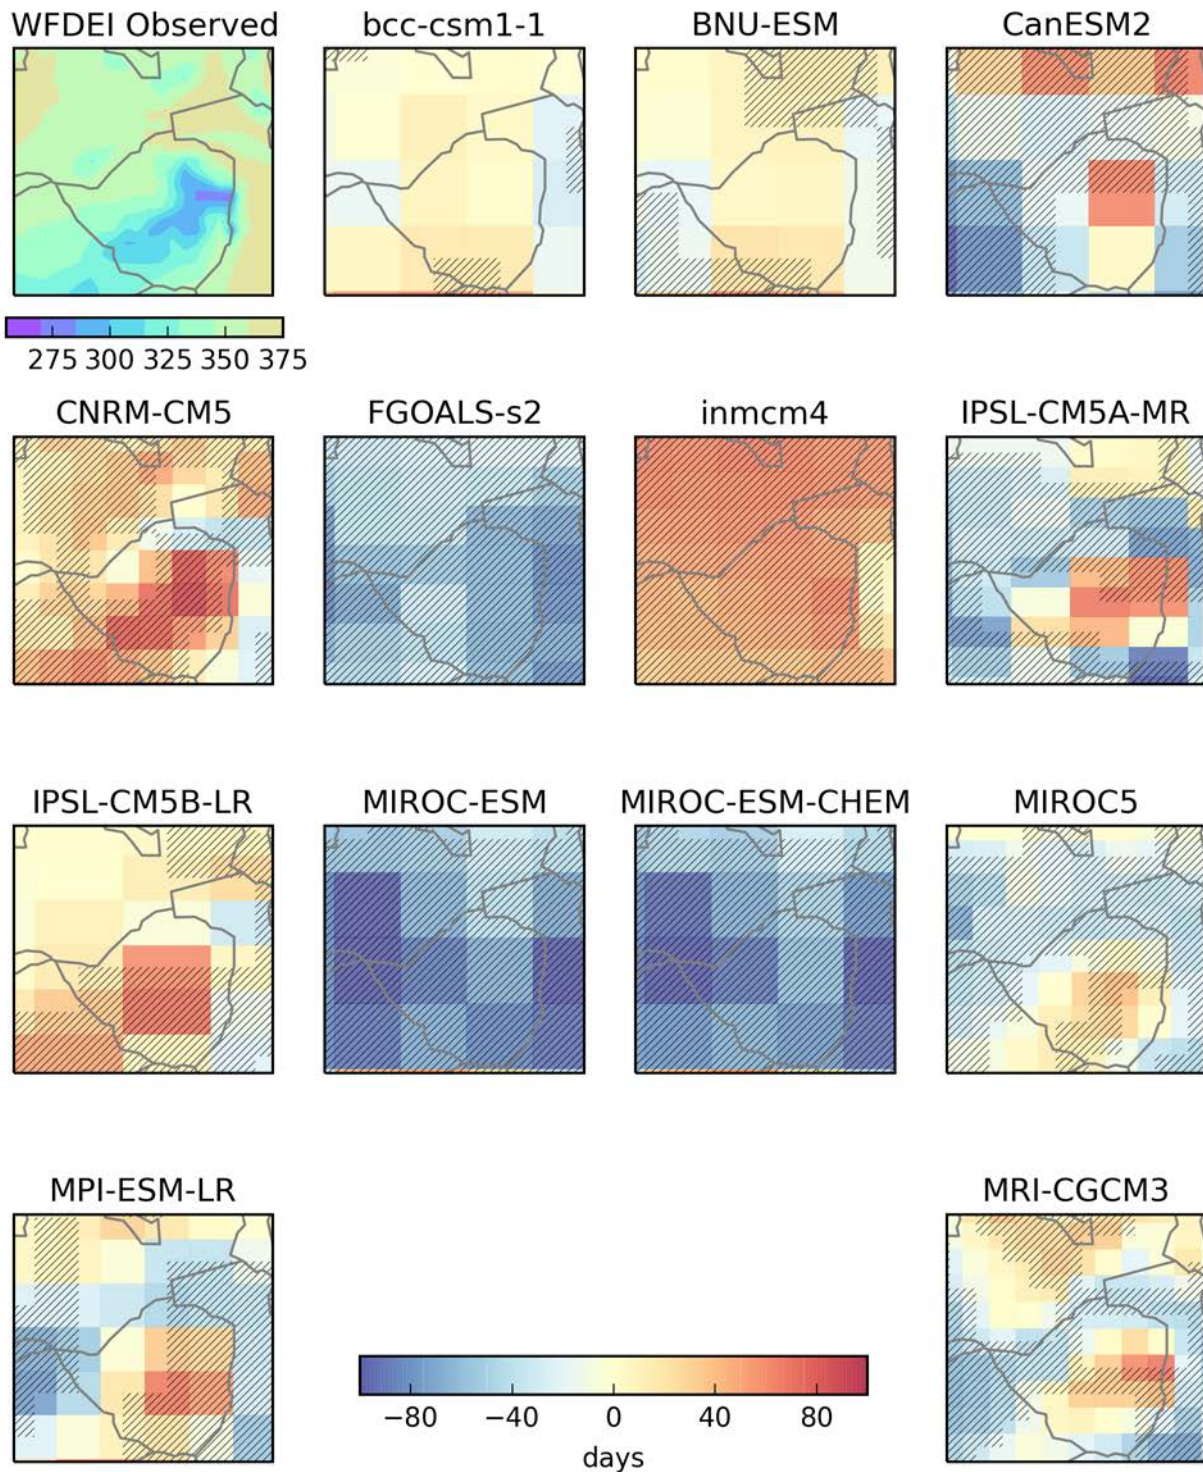 WFDEI Observed bcc-csm1-1 BNU-ESM CanESM2
275 300 325 350 375
CNRM-CM5 FGOALS-s2 inmcm4 IPSL-CM5A-MR
IPSL-CM5B-LR MIROC-ESM MIROC-ESM-CHEM MIROC5
MPI-ESM-LR MRI-CGCM3
−80 −40 0 40 80
days